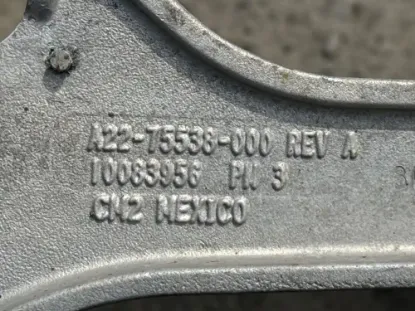 A22-75538-000 REV A
10083956 PN 3
CM2 MEXICO